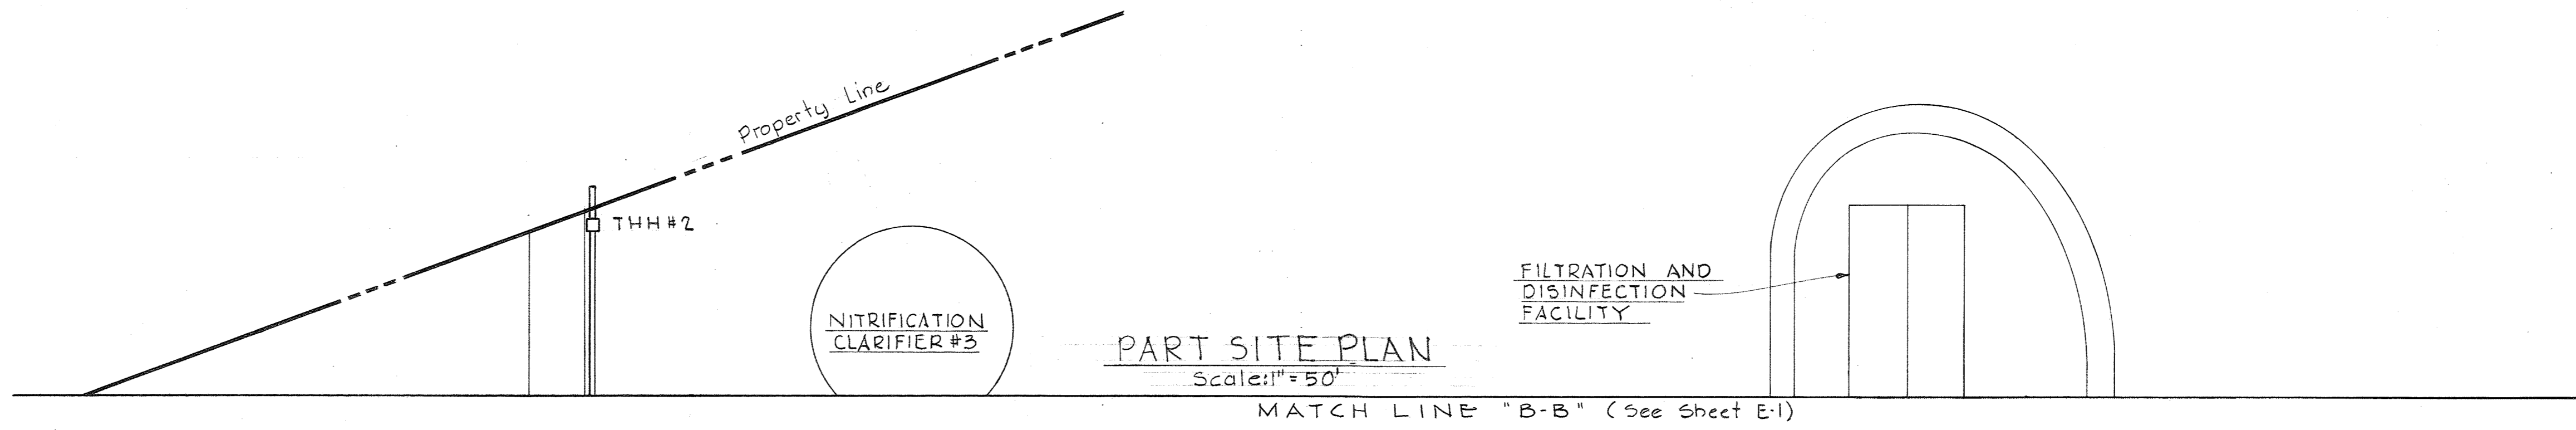 Property Line
THH#2
NITRIFICATION
CLARIFIER #3
PART SITE PLAN
Scale: 1" = 50'
FILTRATION AND
DISINFECTION
FACILITY
MATCH LINE "B-B" (See Sheet E-1)